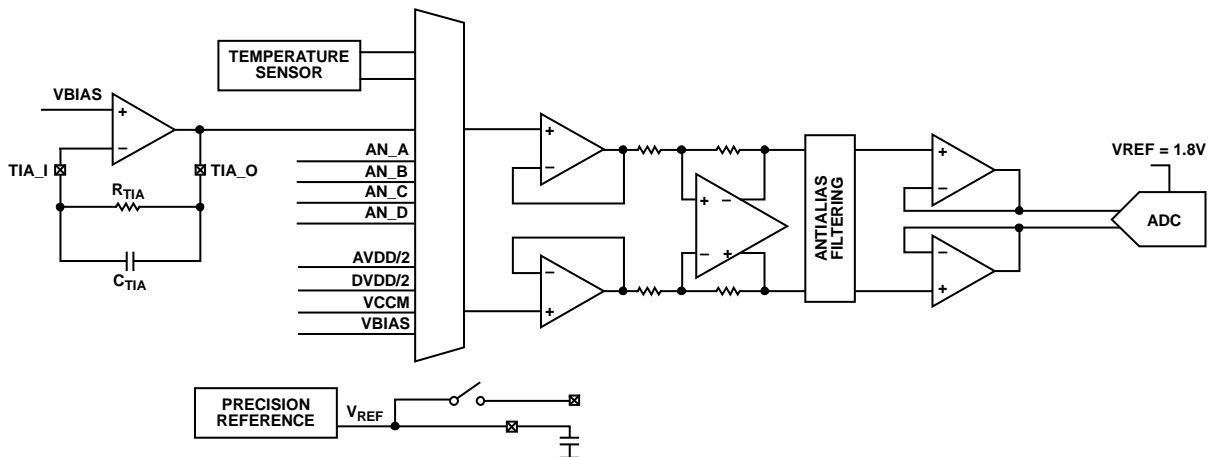 TEMPERATURE
SENSOR
VBIAS
+
−
TIA_I
TIA_O
RTIA
CTIA
AN_A
AN_B
AN_C
AN_D
AVDD/2
DVDD/2
VCCM
VBIAS
+
−
−
+
+ −
− +
ANTIALIAS
FILTERING
+
−
−
+
VREF = 1.8V
ADC
PRECISION
REFERENCE
VREF